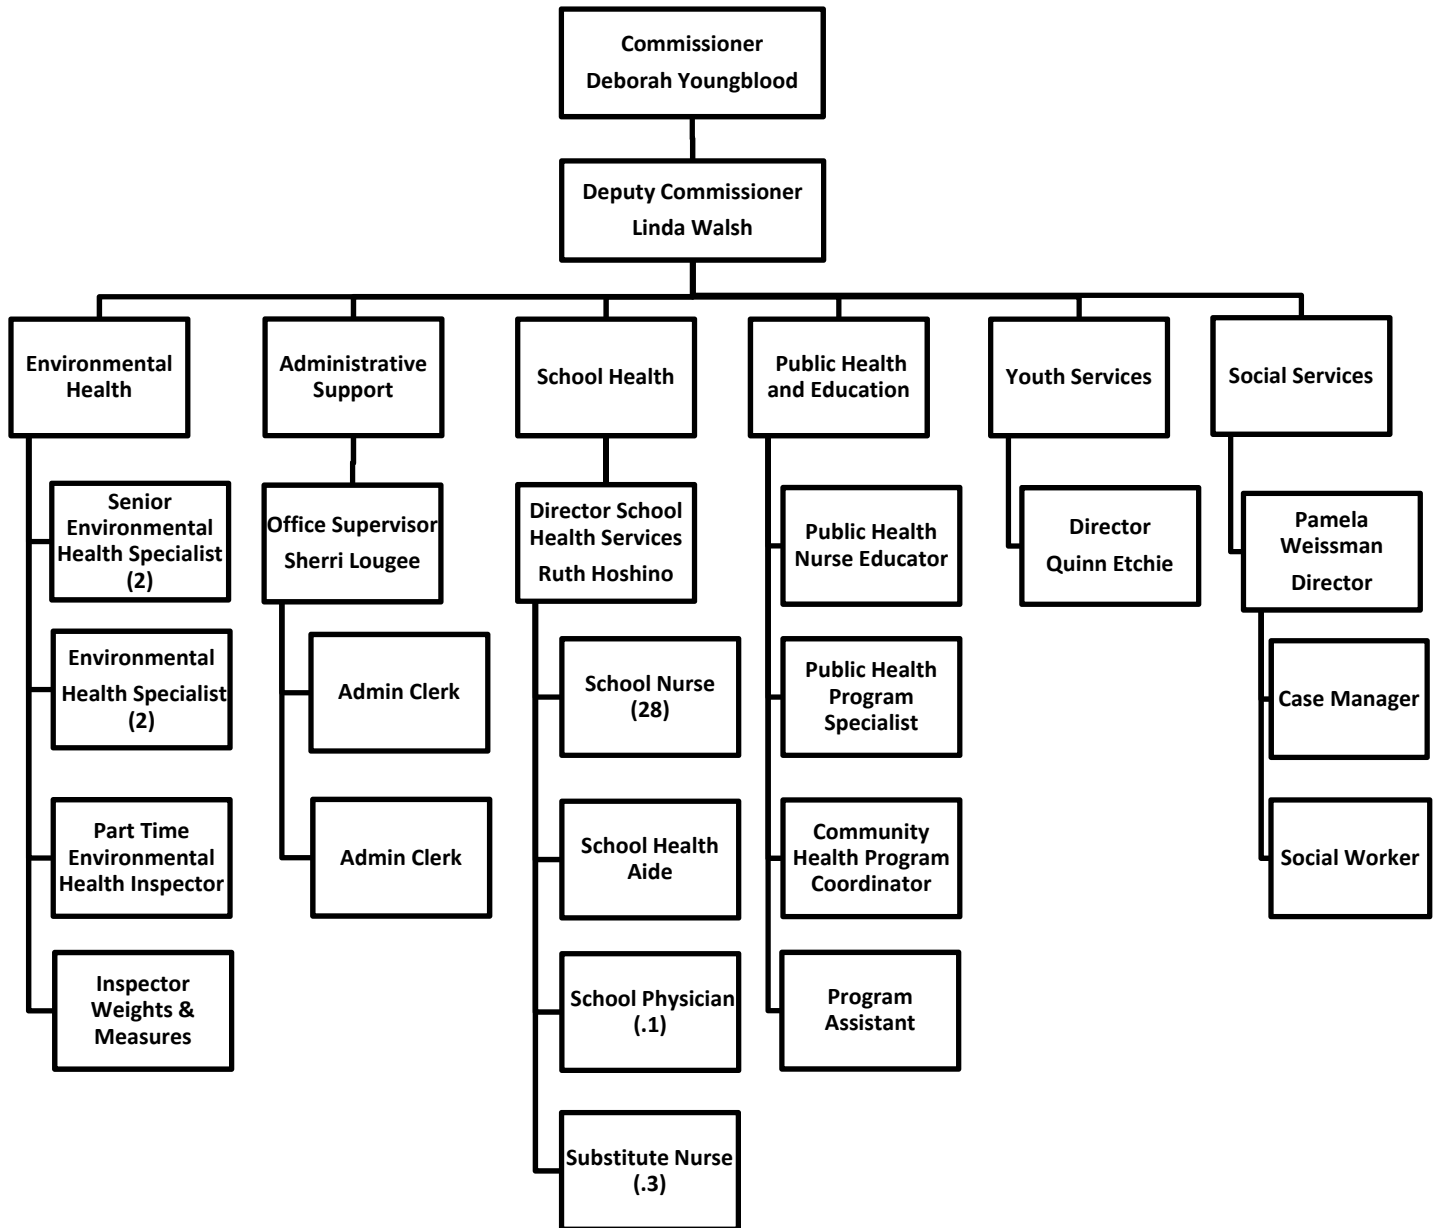 Commissioner
Deborah Youngblood
Deputy Commissioner
Linda Walsh
Environmental
Health
Administrative
Support
School Health
Public Health
and Education
Youth Services
Social Services
Senior
Environmental
Health Specialist
(2)
Environmental
Health Specialist
(2)
Part Time
Environmental
Health Inspector
Inspector
Weights &
Measures
Office Supervisor
Sherri Lougee
Admin Clerk
Admin Clerk
Director School
Health Services
Ruth Hoshino
School Nurse
(28)
School Health
Aide
School Physician
(.1)
Substitute Nurse
(.3)
Public Health
Nurse Educator
Public Health
Program
Specialist
Community
Health Program
Coordinator
Program
Assistant
Director
Quinn Etchie
Pamela
Weissman
Director
Case Manager
Social Worker